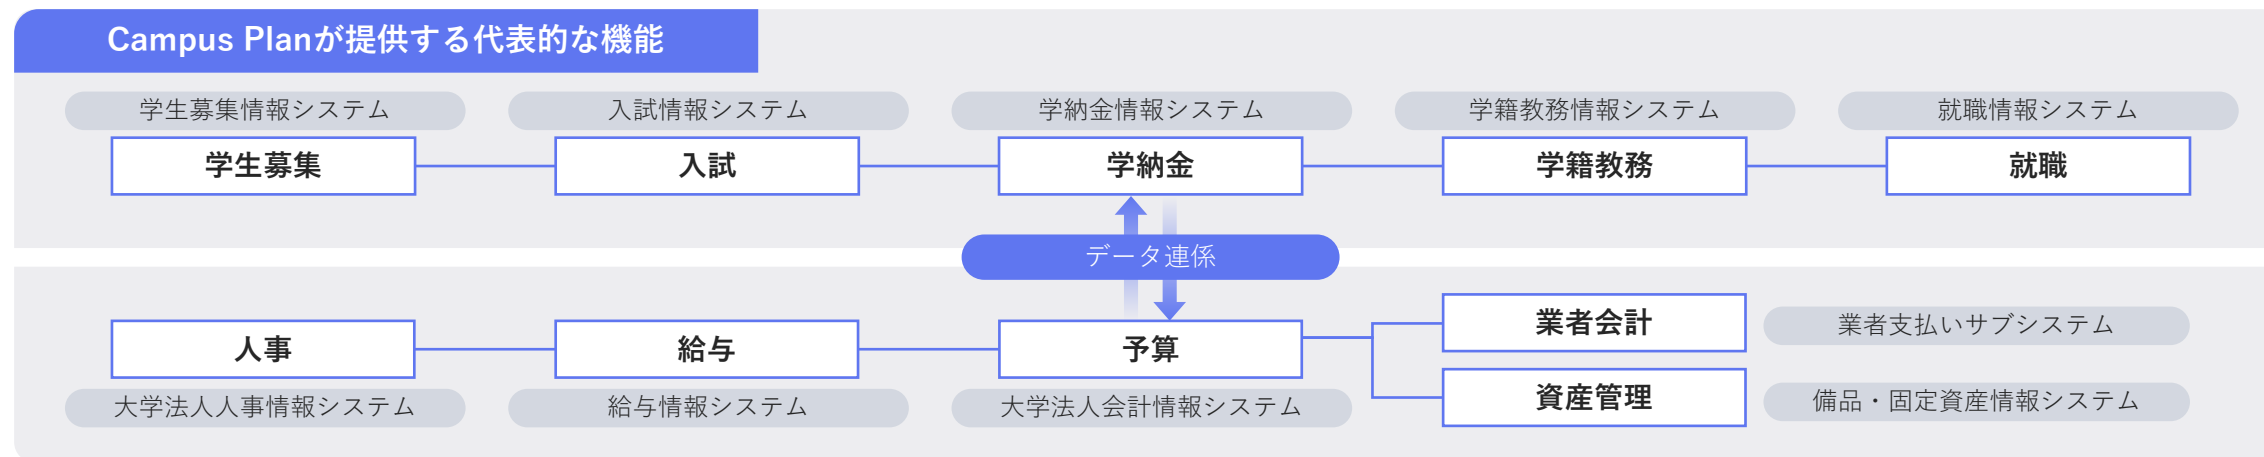 Campus Planが提供する代表的な機能
学生募集情報システム
入試情報システム
学納金情報システム
学籍教務情報システム
就職情報システム
学生募集
入試
学納金
学籍教務
就職
データ連係
人事
給与
予算
業者会計
業者支払いサブシステム
資産管理
備品・固定資産情報システム
大学法人人事情報システム
給与情報システム
大学法人会計情報システム